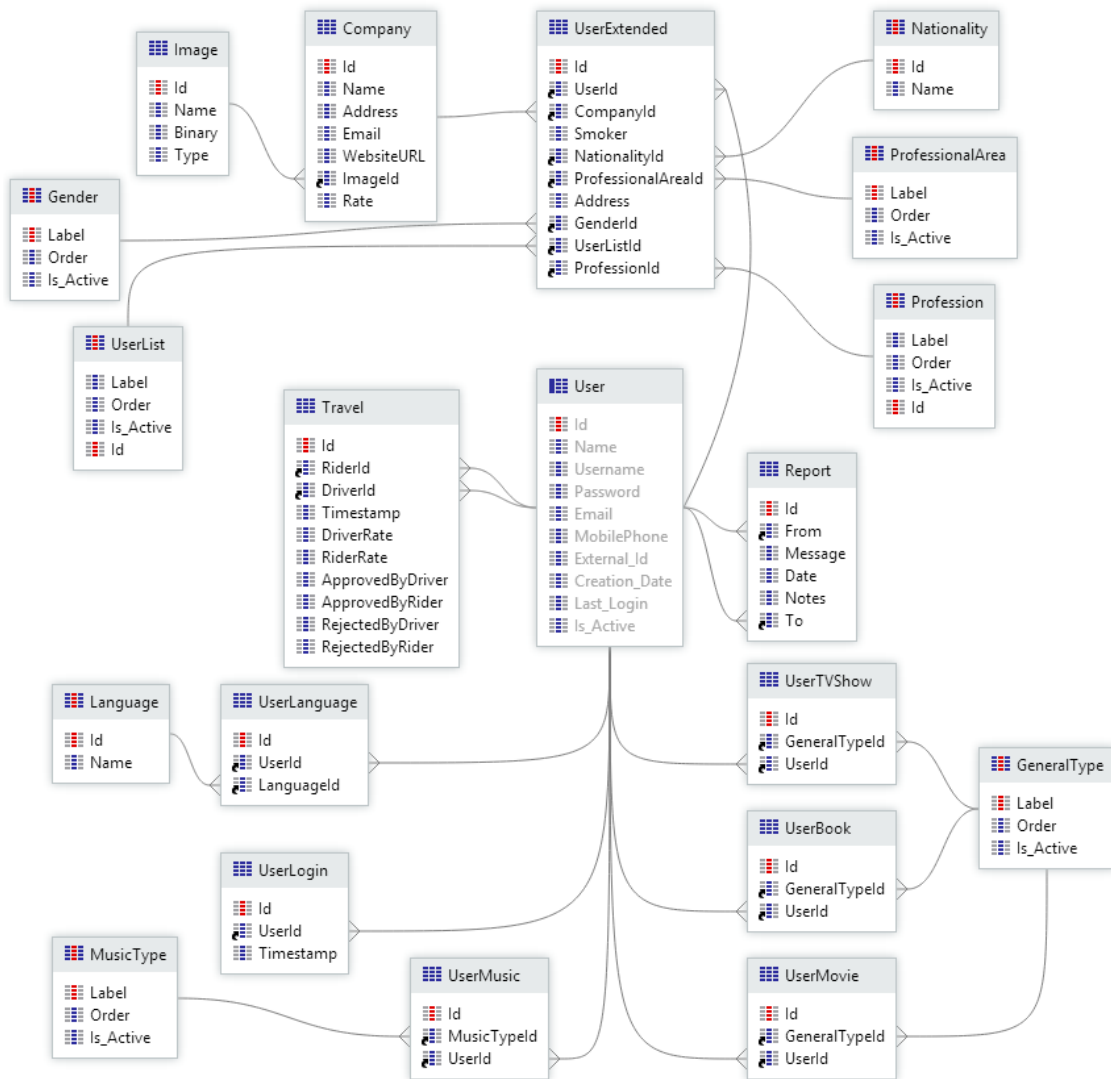 Image
Id
Name
Binary
Type
Company
Id
Name
Address
Email
WebsiteURL
ImageId
Rate
UserExtended
Id
UserId
CompanyId
Smoker
NationalityId
ProfessionalAreaId
Address
GenderId
UserListId
ProfessionId
Nationality
Id
Name
ProfessionalArea
Label
Order
Is_Active
Gender
Label
Order
Is_Active
Profession
Label
Order
Is_Active
Id
UserList
Label
Order
Is_Active
Id
Travel
Id
RiderId
DriverId
Timestamp
DriverRate
RiderRate
ApprovedByDriver
ApprovedByRider
RejectedByDriver
RejectedByRider
User
Id
Name
Username
Password
Email
MobilePhone
External_Id
Creation_Date
Last_Login
Is_Active
Report
Id
From
Message
Date
Notes
To
Language
Id
Name
UserLanguage
Id
UserId
LanguageId
UserTVShow
Id
GeneralTypeId
UserId
GeneralType
Label
Order
Is_Active
UserBook
Id
GeneralTypeId
UserId
UserLogin
Id
UserId
Timestamp
MusicType
Label
Order
Is_Active
UserMusic
Id
MusicTypeId
UserId
UserMovie
Id
GeneralTypeId
UserId